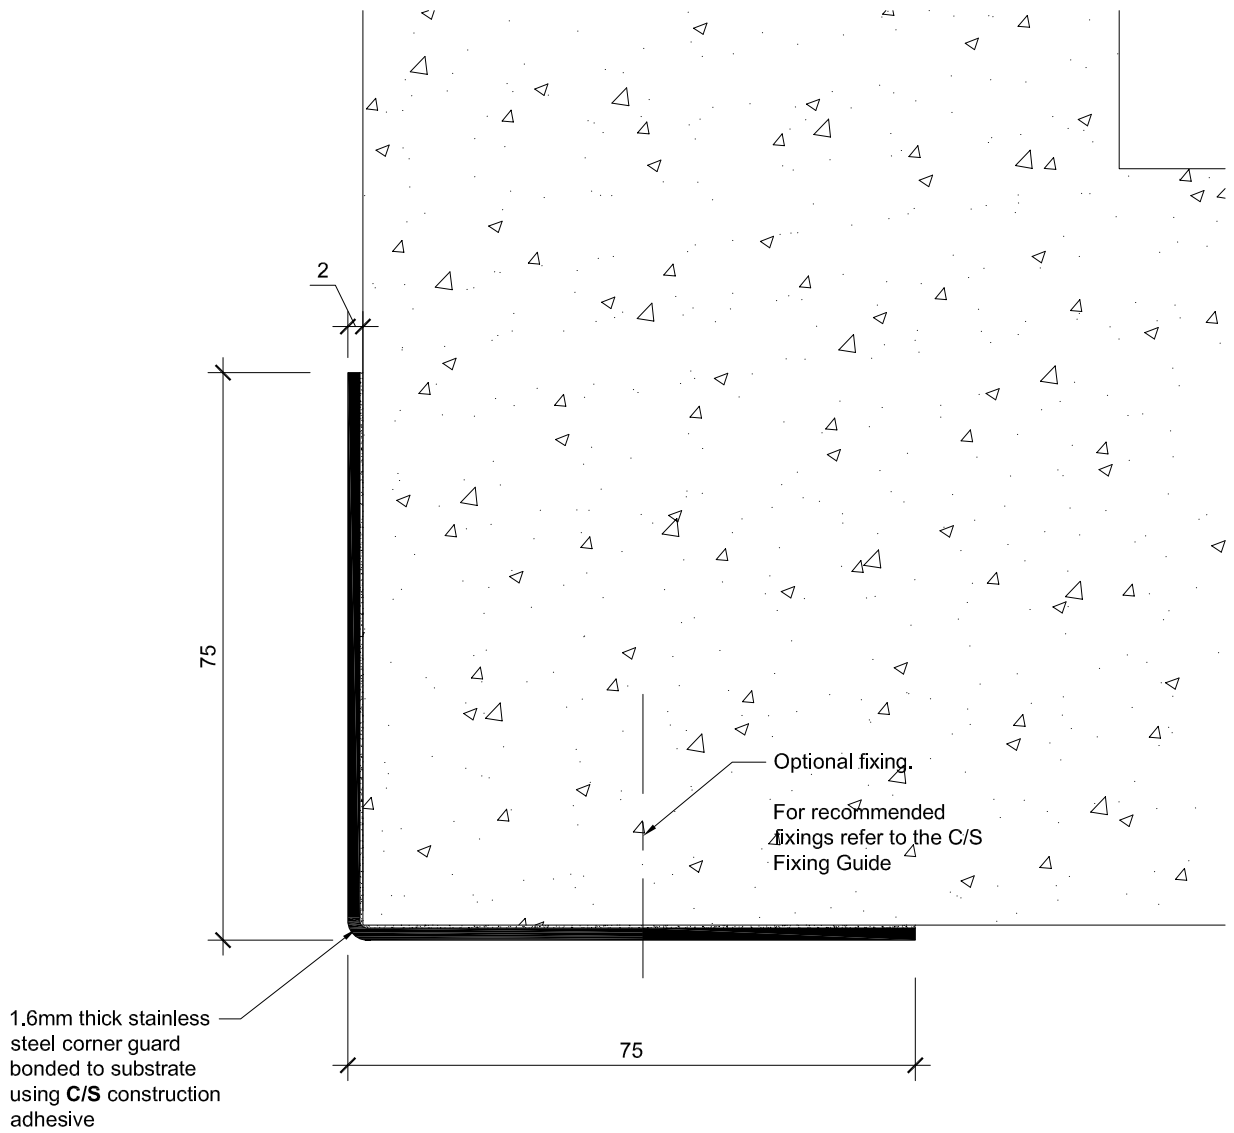 2
75
Optional fixing.
For recommended
fixings refer to the C/S
Fixing Guide
1.6mm thick stainless
steel corner guard
bonded to substrate
using C/S construction
adhesive
75